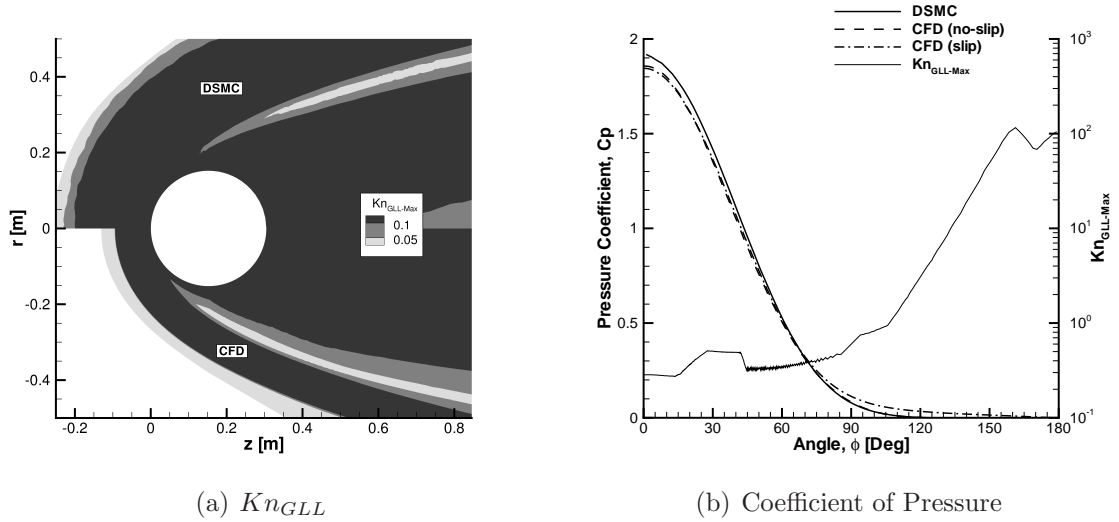 DSMC
CFD
Kn_GLL-Max
0.1
0.05
r [m]
0.4
0.2
0
-0.2
-0.4
-0.2 0 0.2 0.4 0.6 0.8
z [m]
(a) Kn_GLL
DSMC
CFD (no-slip)
CFD (slip)
Kn_GLL-Max
Pressure Coefficient, Cp
2
1.5
1
0.5
0
0 30 60 90 120 150 180
Angle, ϕ [Deg]
10^3
10^2
10^1
10^0
10^-1
Kn_GLL-Max
(b) Coefficient of Pressure